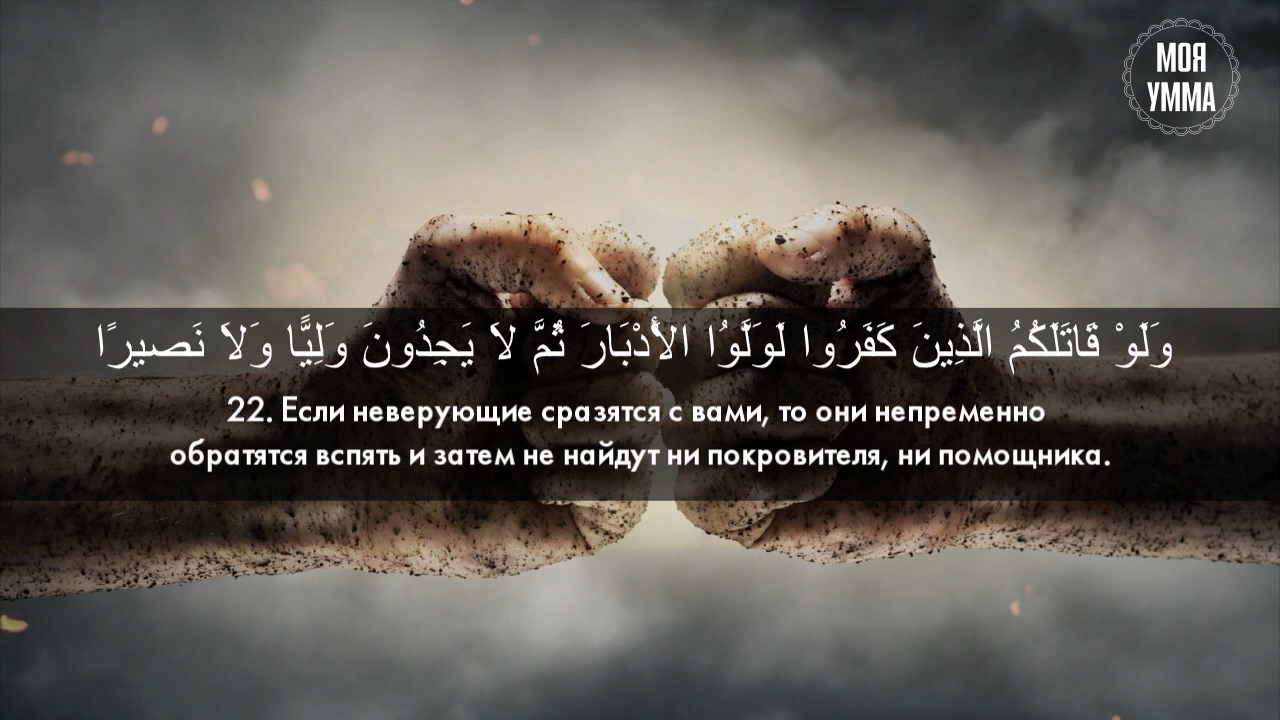 МОЯ
УММА
وَلَوْ قَاتَلَكُمُ الَّذِينَ كَفَرُوا لَوَلَّوُا الأَدْبَارَ ثُمَّ لاَ يَجِدُونَ وَلِيًّا وَلاَ نَصيرًا
22. Если неверующие сразятся с вами, то они непременно
обратятся вспять и затем не найдут ни покровителя, ни помощника.